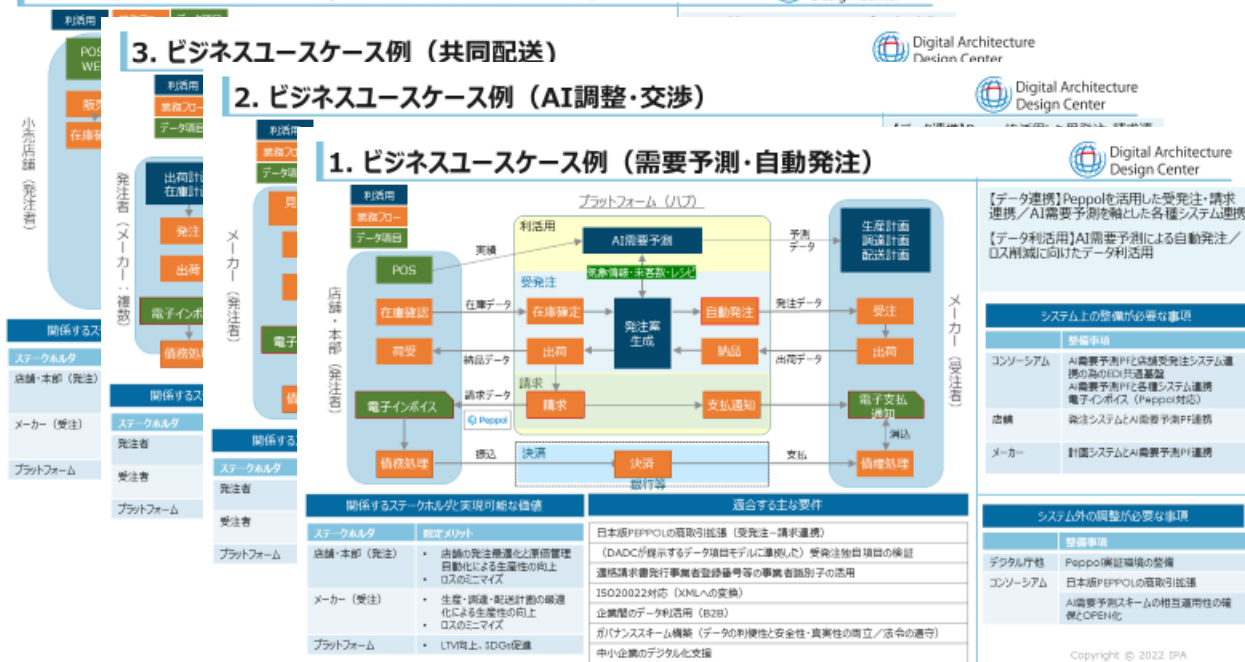 利活用
POS
小売店舗（発注者）
関係するス
ステークホルダ
店舗・本部（発注）
メーカー（受注）
プラットフォーム
3. ビジネスユースケース例（共同配送）
Digital Architecture
Design Center
利活用
業務フロー
データ項目
発注者（メーカー：複数）
発注
出荷
電子インボ
債務処
関係するス
ステークホルダ
発注者
受注者
プラットフォーム
2. ビジネスユースケース例（AI調整・交渉）
Digital Architecture
Design Center
利活用
メーカー（発注者）
電子
関係する
ステークホルダ
発注者
受注者
プラットフォーム
1. ビジネスユースケース例（需要予測・自動発注）
Digital Architecture
Design Center
利活用
業務フロー
データ項目
プラットフォーム（ハブ）
利活用
AI需要予測
実績
予測
データ
生産計画
調達計画
配送計画
POS
気象情報・来客数・レシピ
受発注
店舗・本部（発注者）
在庫確認
在庫データ
在庫確定
発注案
生成
自動発注
発注データ
受注
メーカー（受注者）
荷受
納品データ
出荷
納品
出荷データ
出荷
請求
電子インボイス
請求データ
Peppol
請求
支払通知
電子支払
通知
消込
債務処理
振込
決済
決済
銀行等
支払
債権処理
【データ連携】Peppolを活用した受発注・請求
連携／AI需要予測を軸とした各種システム連携
【データ利活用】AI需要予測による自動発注／
ロス削減に向けたデータ利活用
システム上の整備が必要な事項
整備事項
コンソーシアム
AI需要予測PFと店舗受発注システム連
携の為のEDI共通基盤
AI需要予測PFと各種システム連携
電子インボイス（Peppol対応）
店舗
発注システムとAI需要予測PF連携
メーカー
計画システムとAI需要予測PF連携
システム外の調整が必要な事項
整備事項
デジタル庁他
Peppol実証環境の整備
コンソーシアム
日本版PEPPOLの商取引拡張
AI需要予測スキームの相互運用性の確
保とOPEN化
関係するステークホルダと実現可能な価値
ステークホルダ
想定メリット
店舗・本部（発注）
• 店舗の発注最適化と原価管理
自動化による生産性の向上
• ロスのミニマイズ
メーカー（受注）
• 生産・調達・配送計画の最適
化による生産性の向上
• ロスのミニマイズ
プラットフォーム
• LTV向上、SDGs促進
適合する主な要件
日本版PEPPOLの商取引拡張（受発注－請求連携）
（DADCが提示するデータ項目モデルに準拠した）受発注独自項目の検証
適格請求書発行事業者登録番号等の事業者識別子の活用
ISO20022対応（XMLへの変換）
企業間のデータ利活用（B2B）
ガバナンススキーム構築（データの利便性と安全性・真実性の両立／法令の遵守）
中小企業のデジタル化支援
Copyright © 2022 IPA